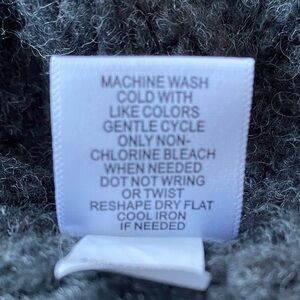 MACHINE WASH
COLD WITH
LIKE COLORS
GENTLE CYCLE
ONLY NON-
CHLORINE BLEACH
WHEN NEEDED
DOT NOT WRING
OR TWIST
RESHAPE DRY FLAT
COOL IRON
IF NEEDED